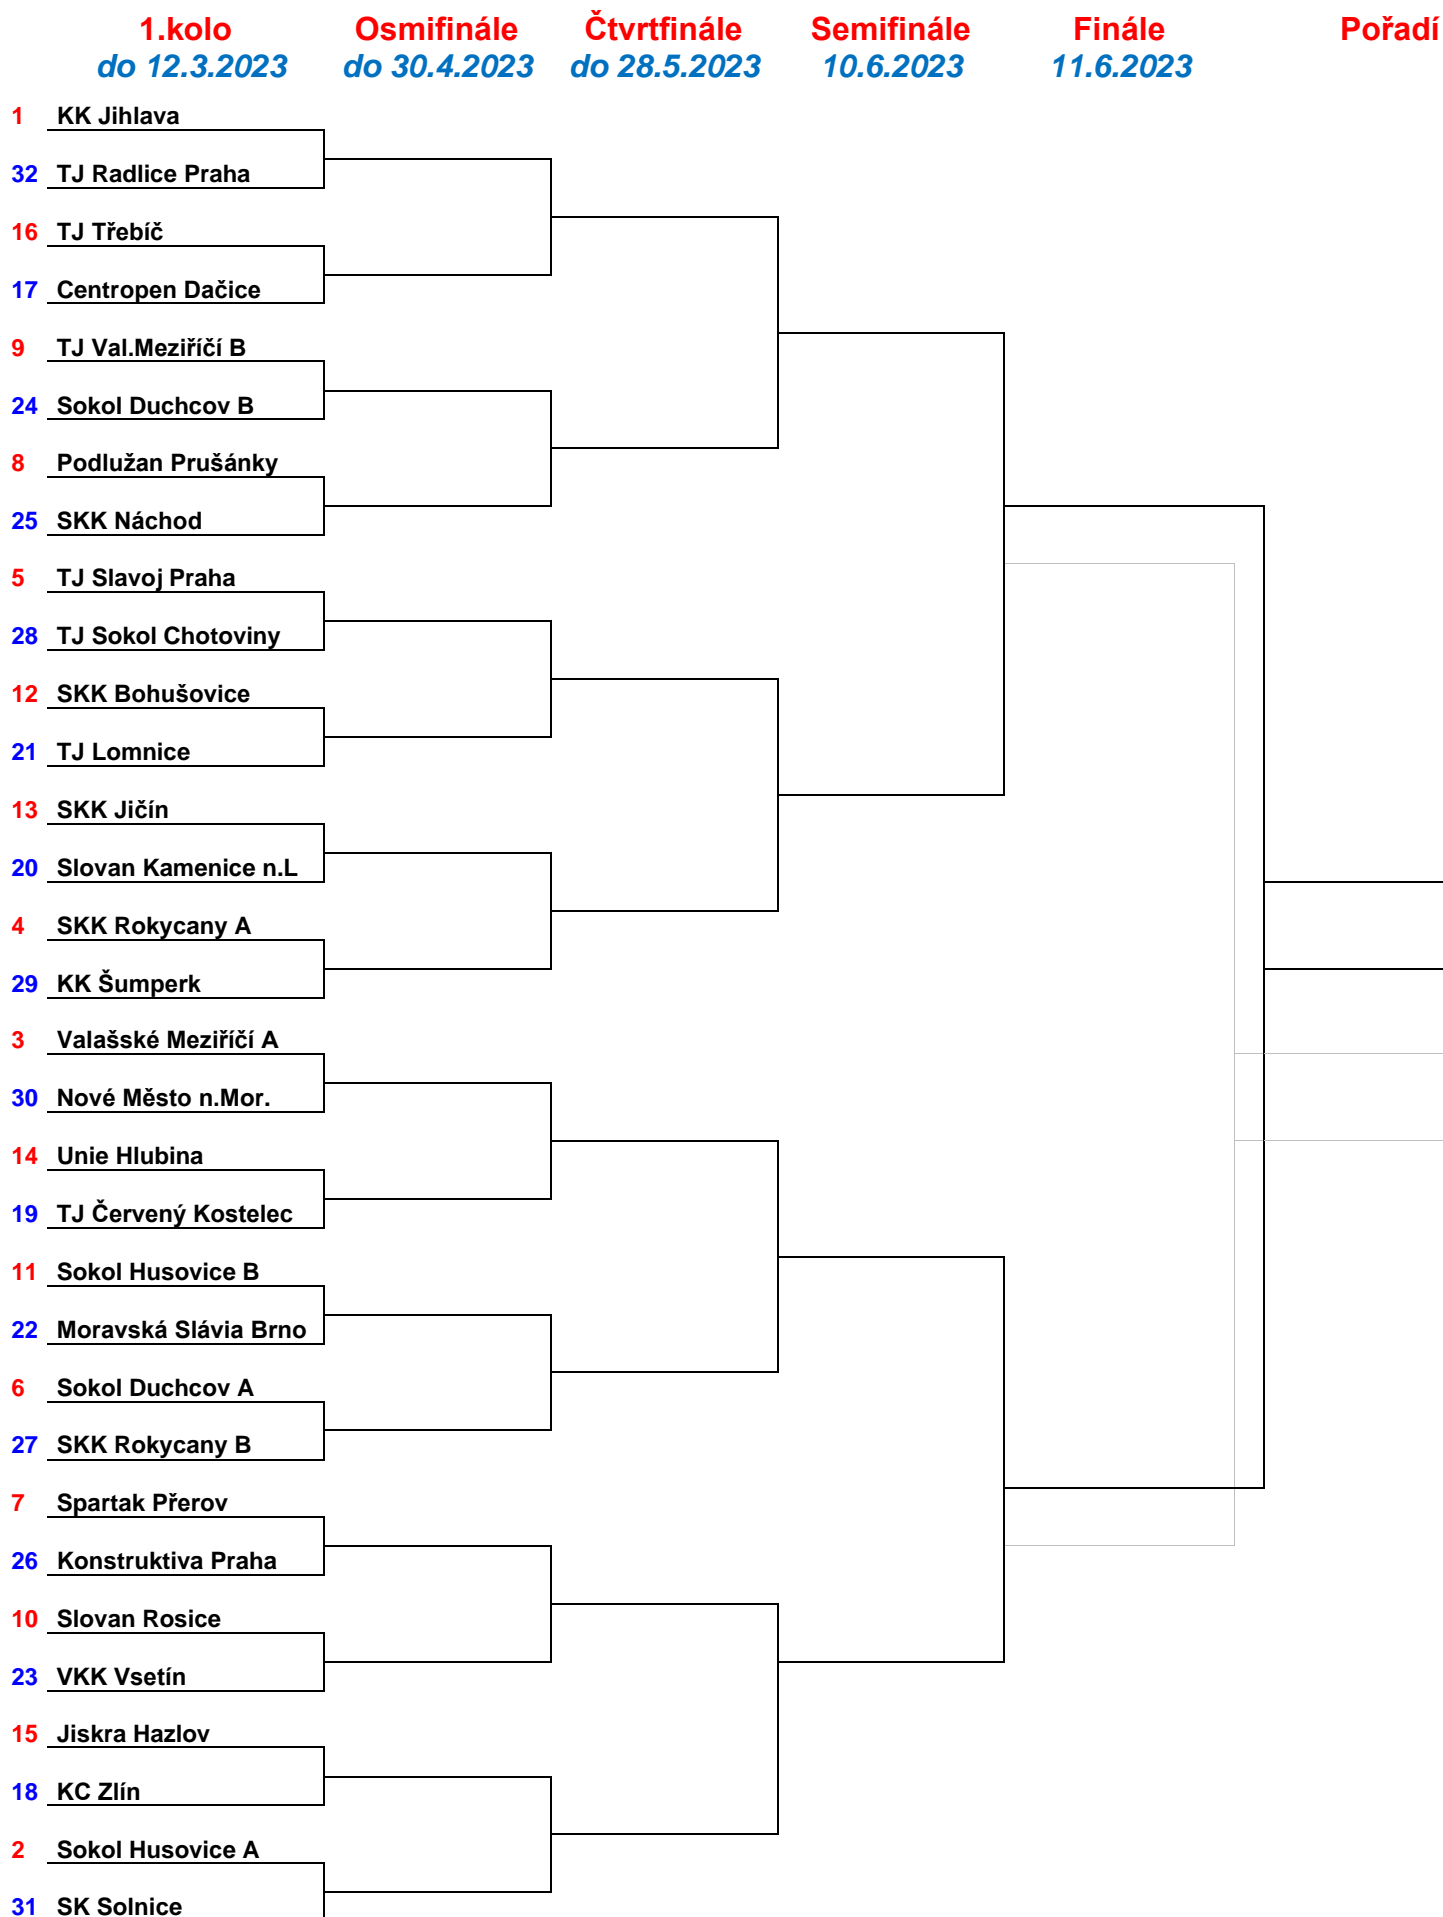 1.kolo Osmifinále Čtvrtfinále Semifinále Finále Pořadí
do 12.3.2023 do 30.4.2023 do 28.5.2023 10.6.2023 11.6.2023
1 KK Jihlava
32 TJ Radlice Praha
16 TJ Třebíč
17 Centropen Dačice
9 TJ Val.Meziříčí B
24 Sokol Duchcov B
8 Podlužan Prušánky
25 SKK Náchod
5 TJ Slavoj Praha
28 TJ Sokol Chotoviny
12 SKK Bohušovice
21 TJ Lomnice
13 SKK Jičín
20 Slovan Kamenice n.L
4 SKK Rokycany A
29 KK Šumperk
3 Valašské Meziříčí A
30 Nové Město n.Mor.
14 Unie Hlubina
19 TJ Červený Kostelec
11 Sokol Husovice B
22 Moravská Slávia Brno
6 Sokol Duchcov A
27 SKK Rokycany B
7 Spartak Přerov
26 Konstruktiva Praha
10 Slovan Rosice
23 VKK Vsetín
15 Jiskra Hazlov
18 KC Zlín
2 Sokol Husovice A
31 SK Solnice